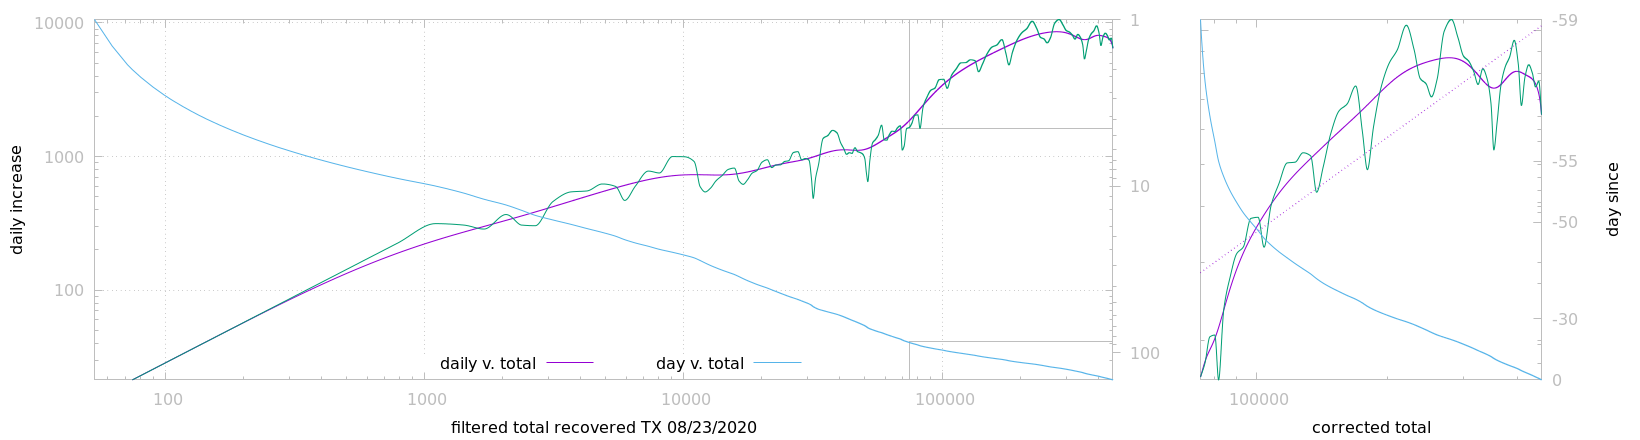 10000
1000
100
daily increase
100
1000
10000
100000
1
10
100
daily v. total
day v. total
filtered total recovered TX 08/23/2020
-59
-55
-50
-30
0
day since
100000
corrected total